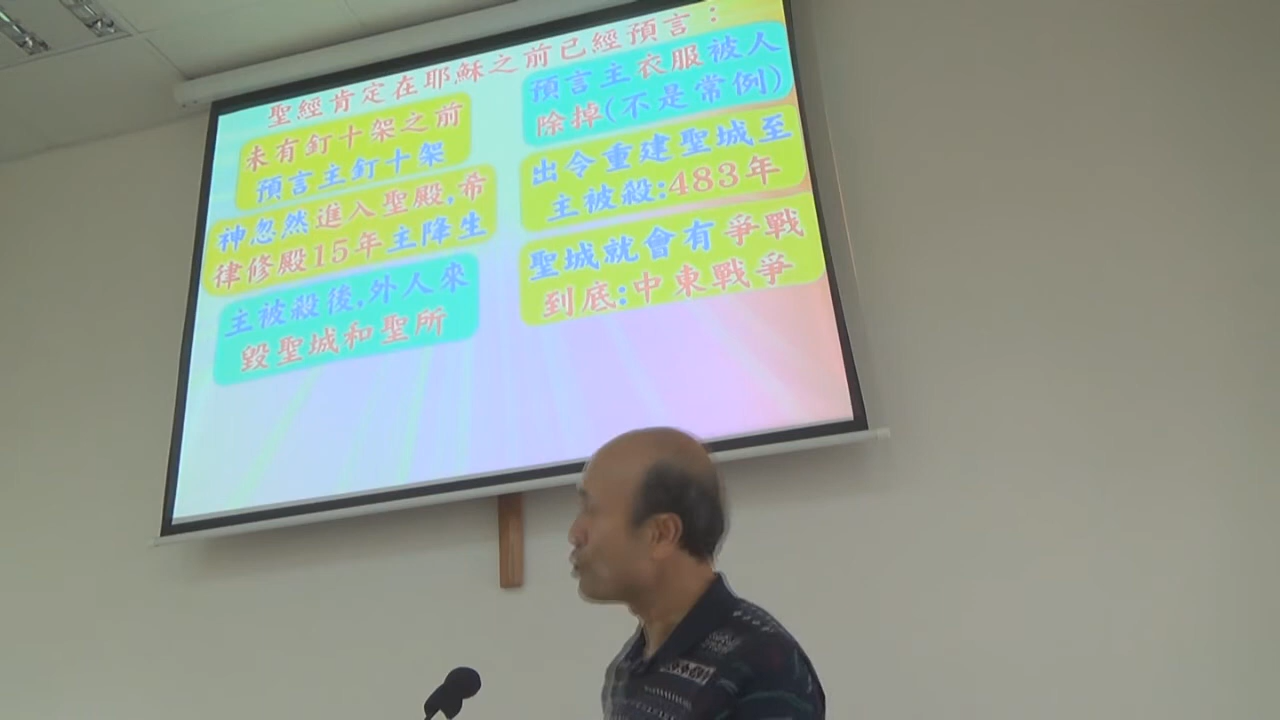 聖經肯定在耶穌之前已經預言：
未有釘十架之前
預言主釘十架
神忽然進入聖殿,希
律修殿15年主降生
主被殺後,外人來
毀聖城和聖所
預言主衣服被人
除掉(不是常例)
出令重建聖城至
主被殺:483年
聖城就會有爭戰
到底:中東戰爭